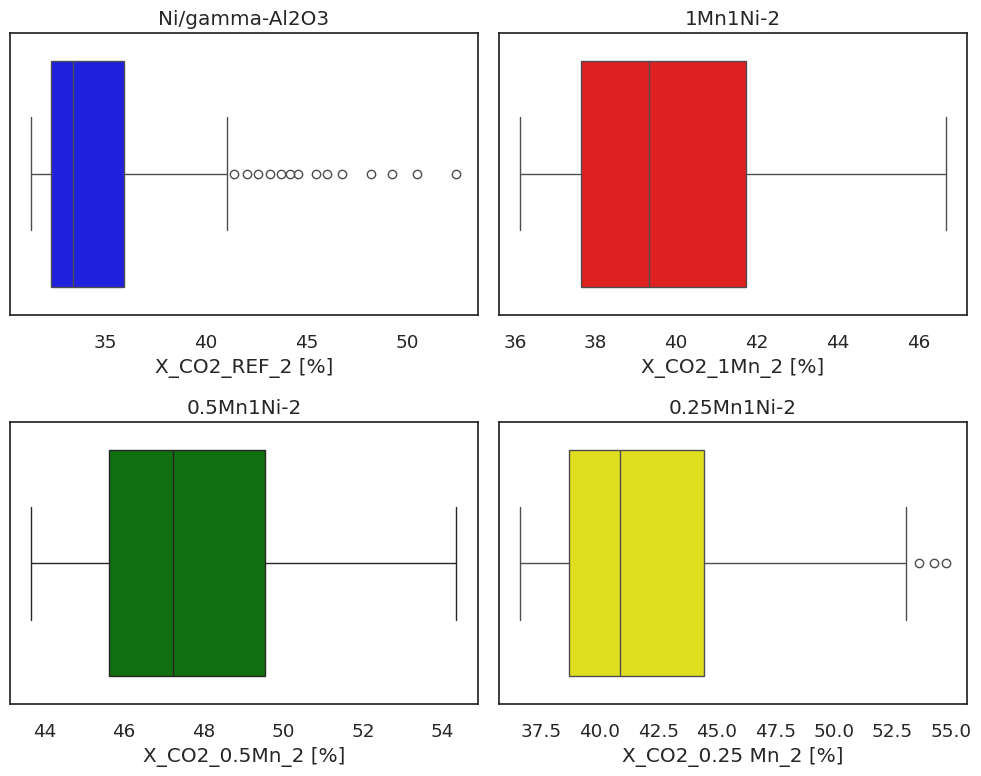 Ni/gamma-Al2O3
1Mn1Ni-2
35 40 45 50
36 38 40 42 44 46
X_CO2_REF_2 [%]
X_CO2_1Mn_2 [%]
0.5Mn1Ni-2
0.25Mn1Ni-2
44 46 48 50 52 54
37.5 40.0 42.5 45.0 47.5 50.0 52.5 55.0
X_CO2_0.5Mn_2 [%]
X_CO2_0.25 Mn_2 [%]